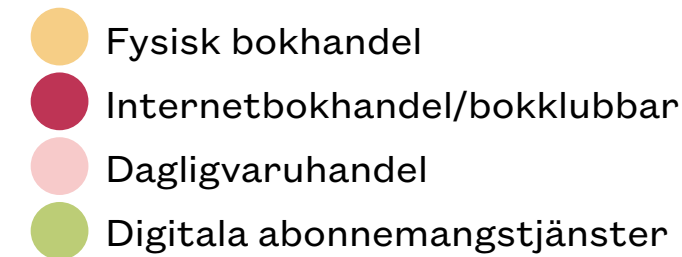 Fysisk bokhandel
Internetbokhandel/bokklubbar
Dagligvaruhandel
Digitala abonnemangstjänster